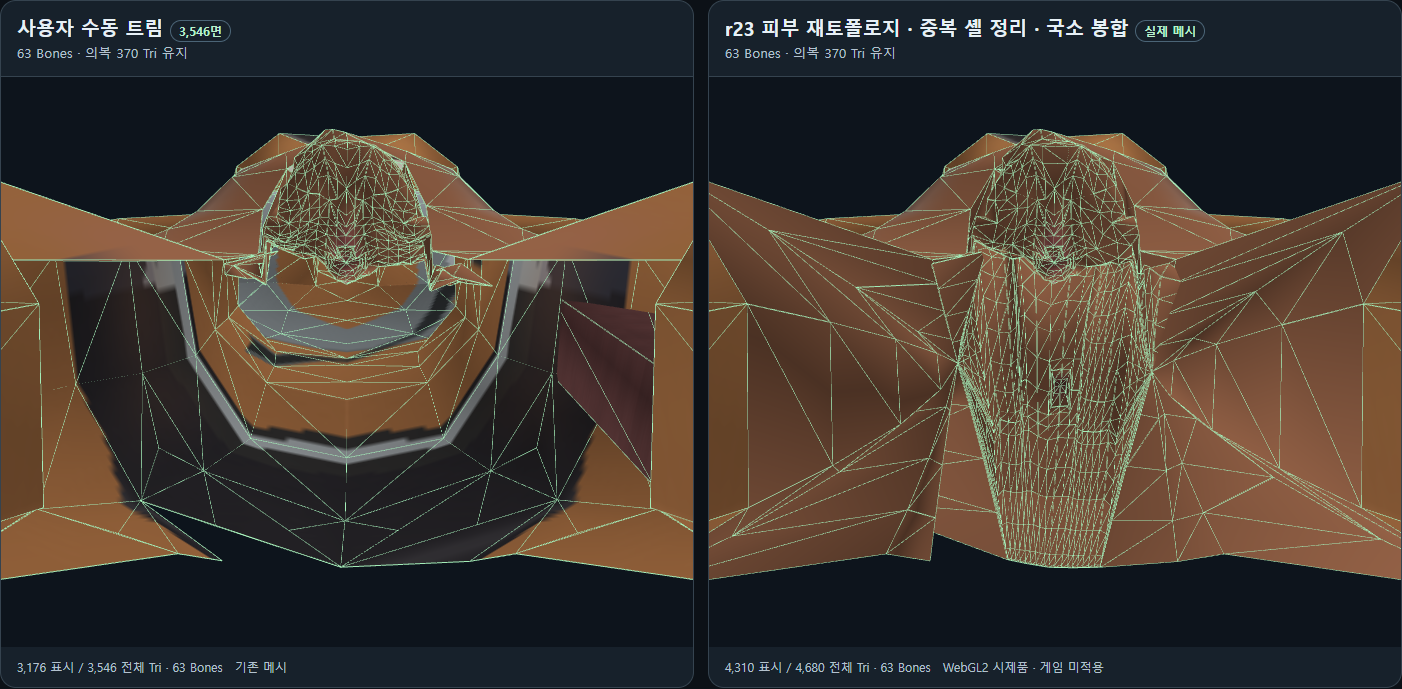 사용자 수동 트림 3,546면
63 Bones · 의복 370 Tri 유지
3,176 표시 / 3,546 전체 Tri · 63 Bones 기존 메시
r23 피부 재토폴로지 · 중복 셸 정리 · 국소 봉합 실제 메시
63 Bones · 의복 370 Tri 유지
4,310 표시 / 4,680 전체 Tri · 63 Bones WebGL2 시제품 · 게임 미적용